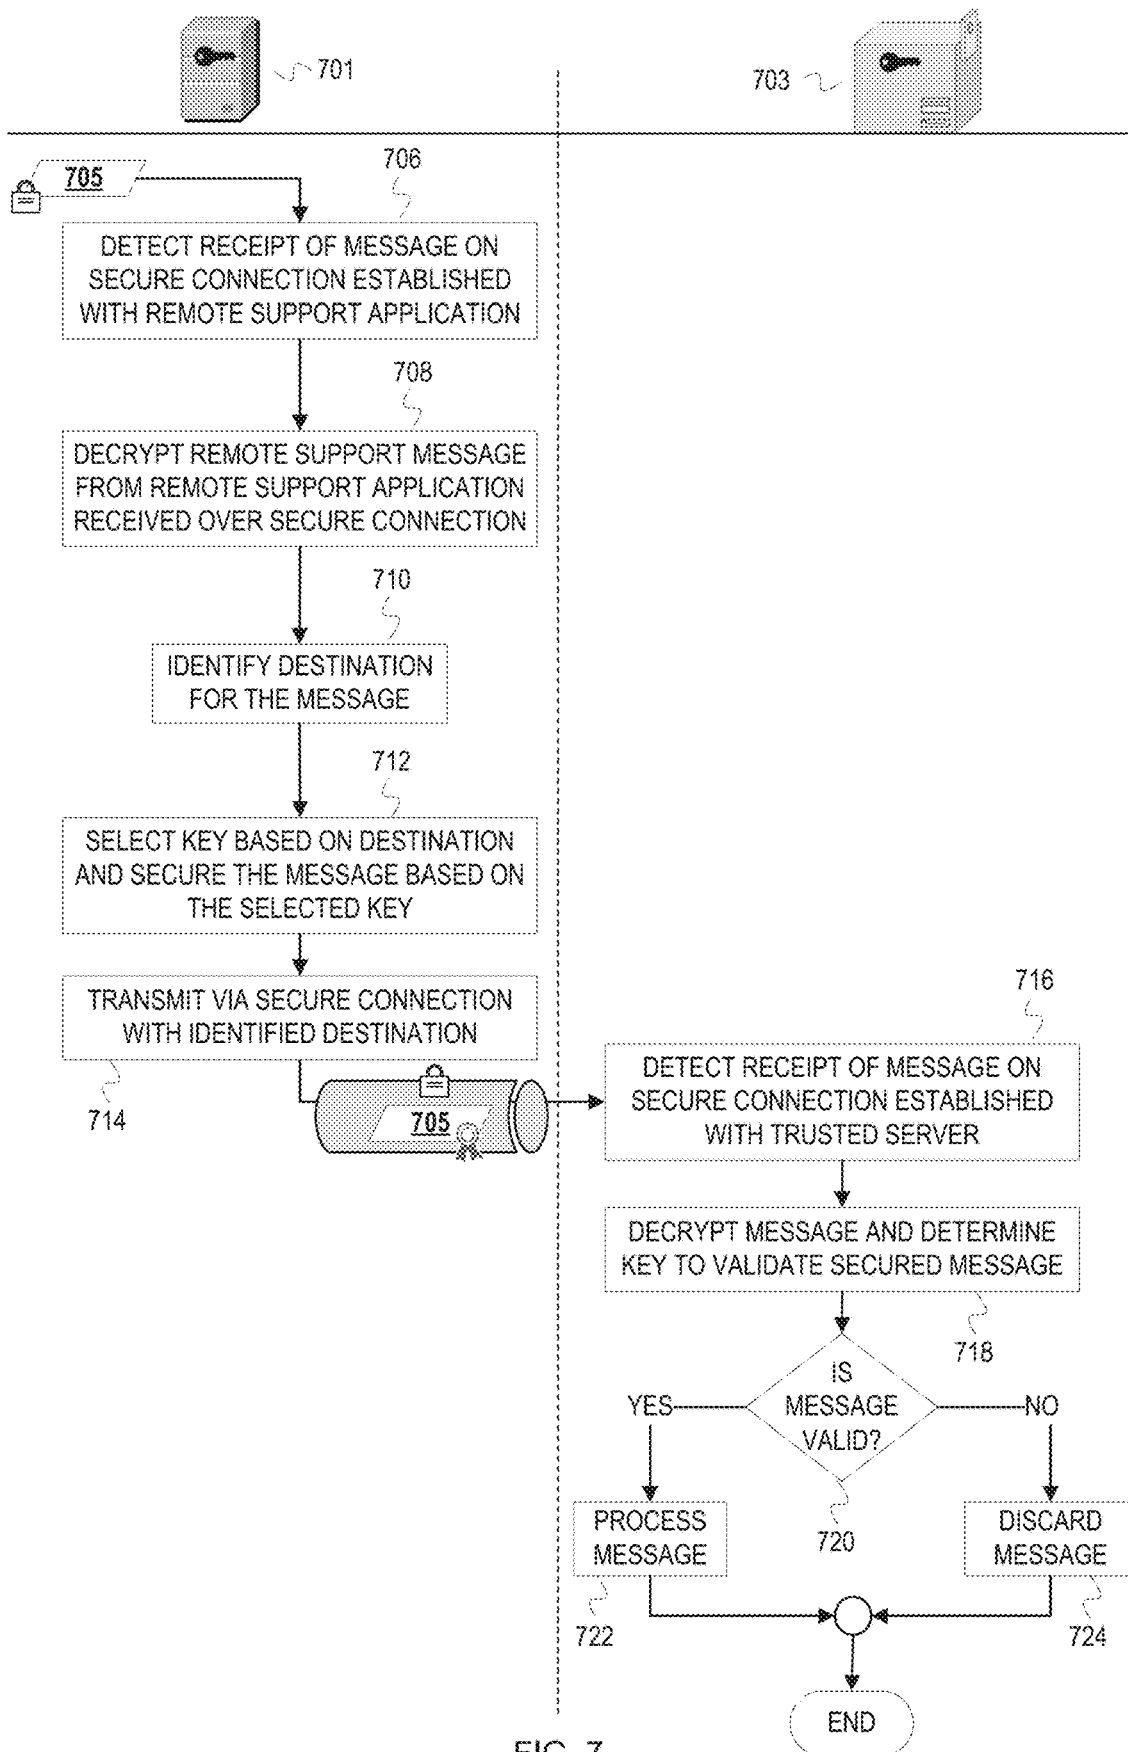 701
703
705
706
DETECT RECEIPT OF MESSAGE ON
SECURE CONNECTION ESTABLISHED
WITH REMOTE SUPPORT APPLICATION
708
DECRYPT REMOTE SUPPORT MESSAGE
FROM REMOTE SUPPORT APPLICATION
RECEIVED OVER SECURE CONNECTION
710
IDENTIFY DESTINATION
FOR THE MESSAGE
712
SELECT KEY BASED ON DESTINATION
AND SECURE THE MESSAGE BASED ON
THE SELECTED KEY
TRANSMIT VIA SECURE CONNECTION
WITH IDENTIFIED DESTINATION
714
705
716
DETECT RECEIPT OF MESSAGE ON
SECURE CONNECTION ESTABLISHED
WITH TRUSTED SERVER
DECRYPT MESSAGE AND DETERMINE
KEY TO VALIDATE SECURED MESSAGE
718
IS
MESSAGE
VALID?
YES
NO
720
PROCESS
MESSAGE
722
DISCARD
MESSAGE
724
END
FIG. 7